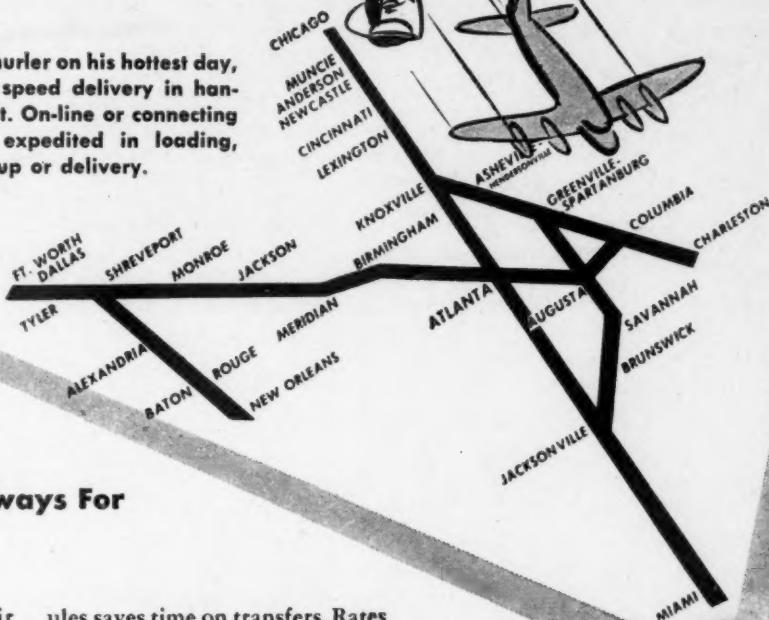 urler on his hottest day,
speed delivery in han-
t. On-line or connecting
expedited in loading,
up or delivery.
CHICAGO
MUNCIE
ANDERSON
NEWCASTLE
CINCINNATI
LEXINGTON
KNOXVILLE
ASHEVILLE-
HENDERSONVILLE
GREENVILLE-
SPARTANBURG
COLUMBIA
CHARLESTON
BIRMINGHAM
FT. WORTH
DALLAS
SHREVEPORT
MONROE
JACKSON
TYLER
MERIDIAN
ATLANTA
AUGUSTA
SAVANNAH
BRUNSWICK
ALEXANDRIA
BATON ROUGE
NEW ORLEANS
JACKSONVILLE
MIAMI
ways For
ules saves time on transfers. Rates